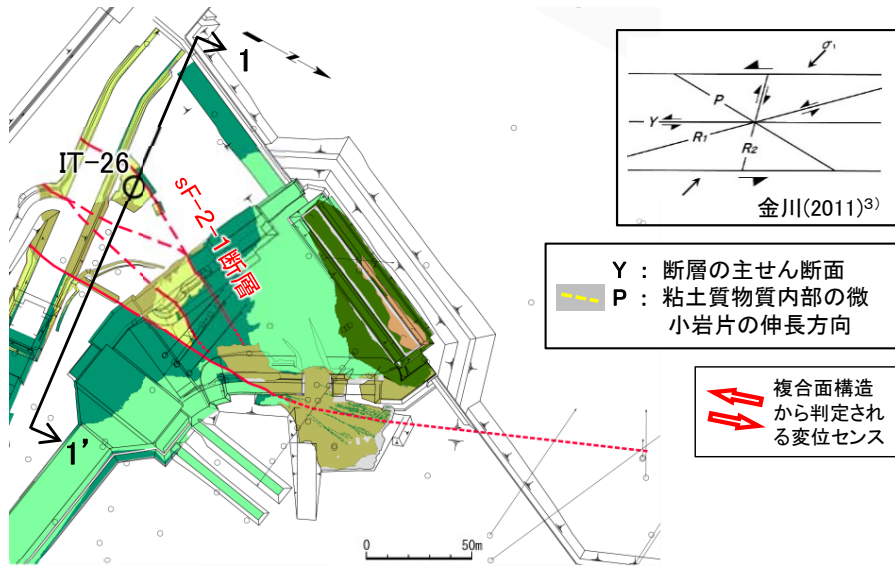 1
N
IT-26
sF-2-1断層
1'
0 50m
σ₁
P
Y
R₁
R₂
金川(2011)³⁾
Y : 断層の主せん断面
P : 粘土質物質内部の微
小岩片の伸長方向
複合面構造
から判定され
る変位センス